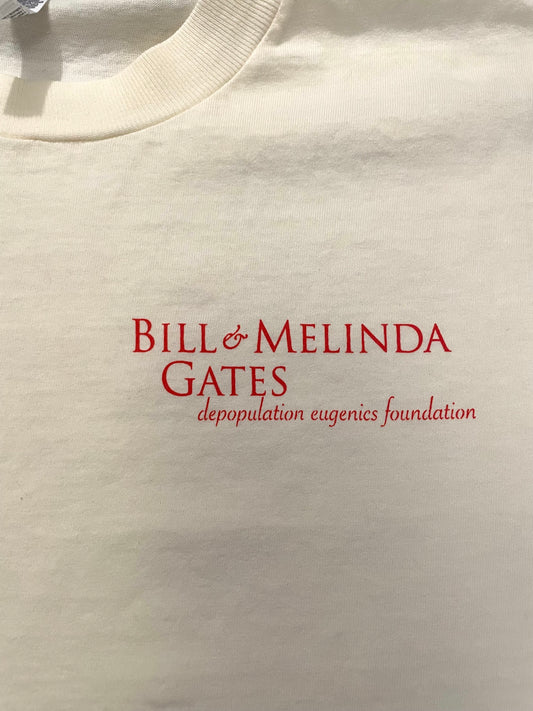 BILL & MELINDA
GATES
depopulation eugenics foundation